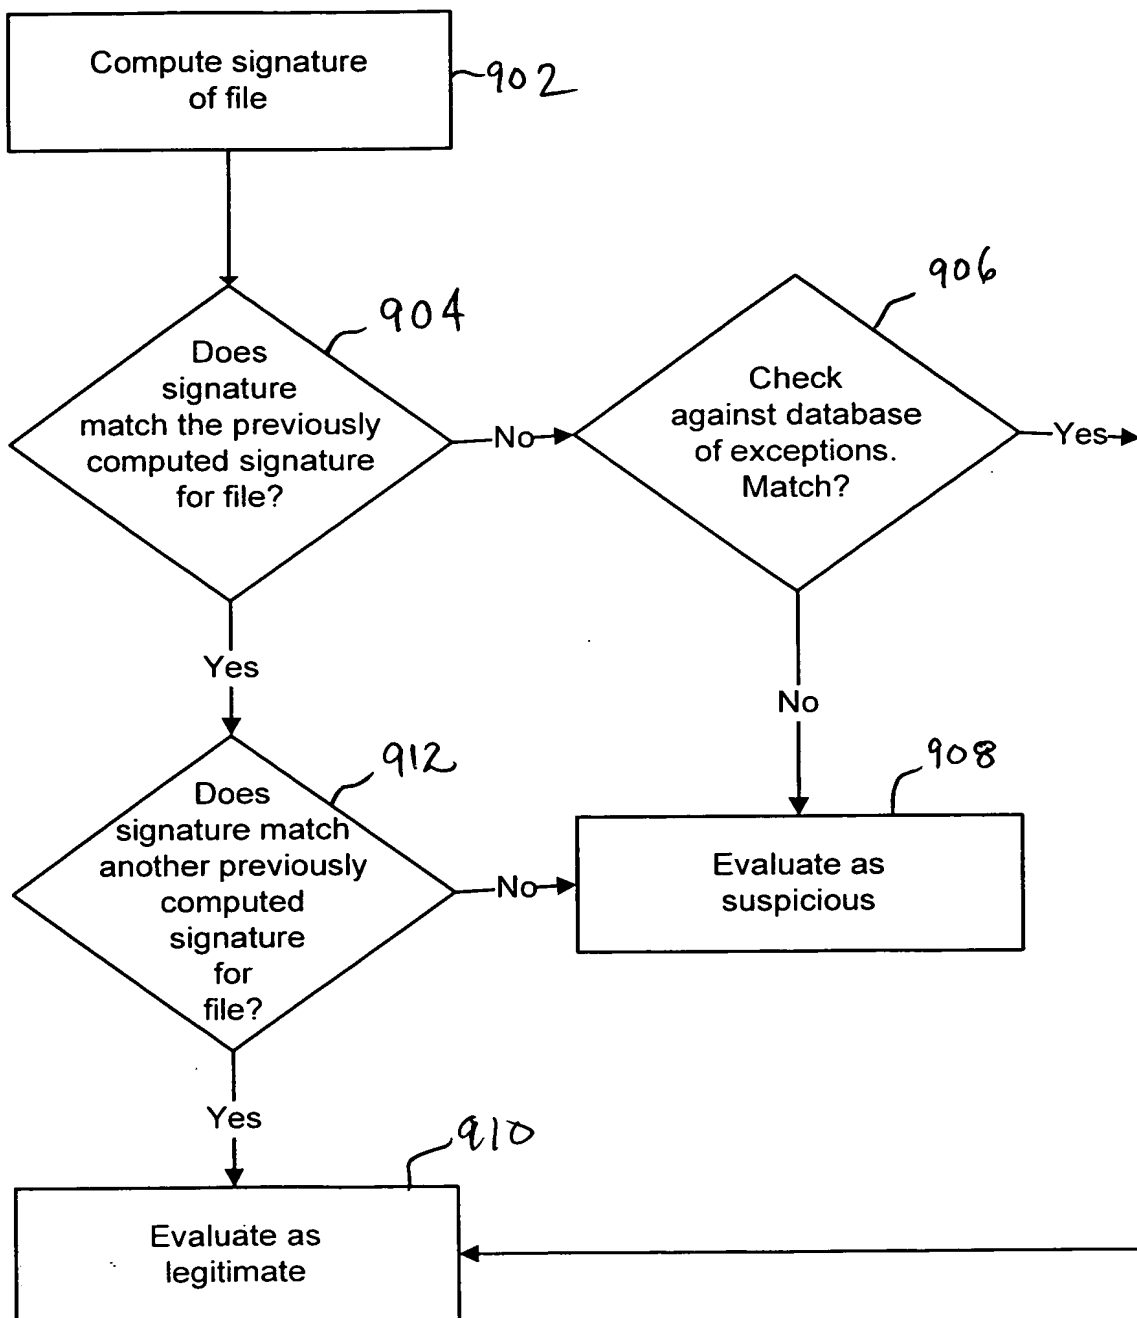 Compute signature
of file
902
Does
signature
match the previously
computed signature
for file?
904
No
Check
against database
of exceptions.
Match?
906
Yes
Yes
No
Does
signature match
another previously
computed
signature
for
file?
912
No
Evaluate as
suspicious
908
Yes
Evaluate as
legitimate
910